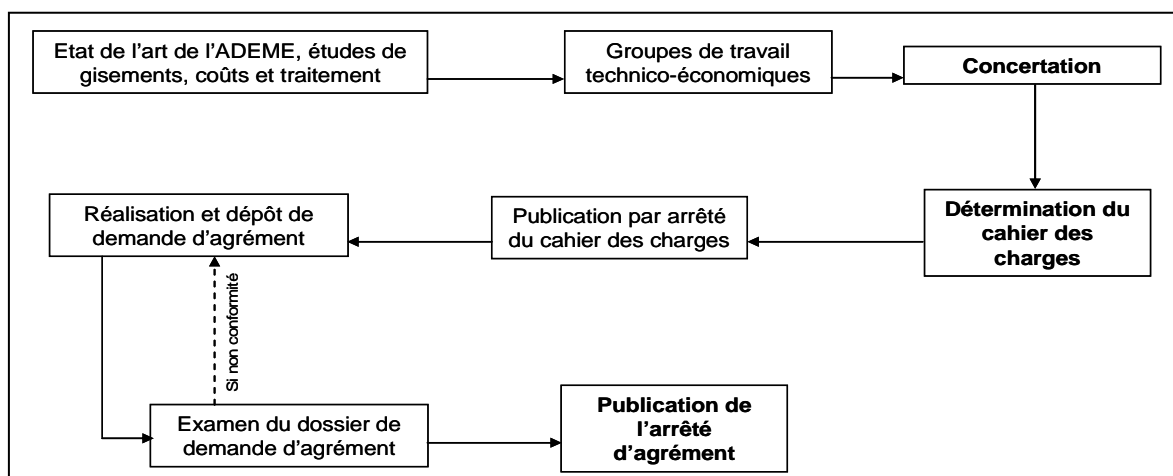 Etat de l’art de l’ADEME, études de
gisements, coûts et traitement
Groupes de travail
technico-économiques
Concertation
Réalisation et dépôt de
demande d’agrément
Publication par arrêté
du cahier des charges
Détermination du
cahier des
charges
Si non conformité
Examen du dossier de
demande d’agrément
Publication de
l’arrêté
d’agrément